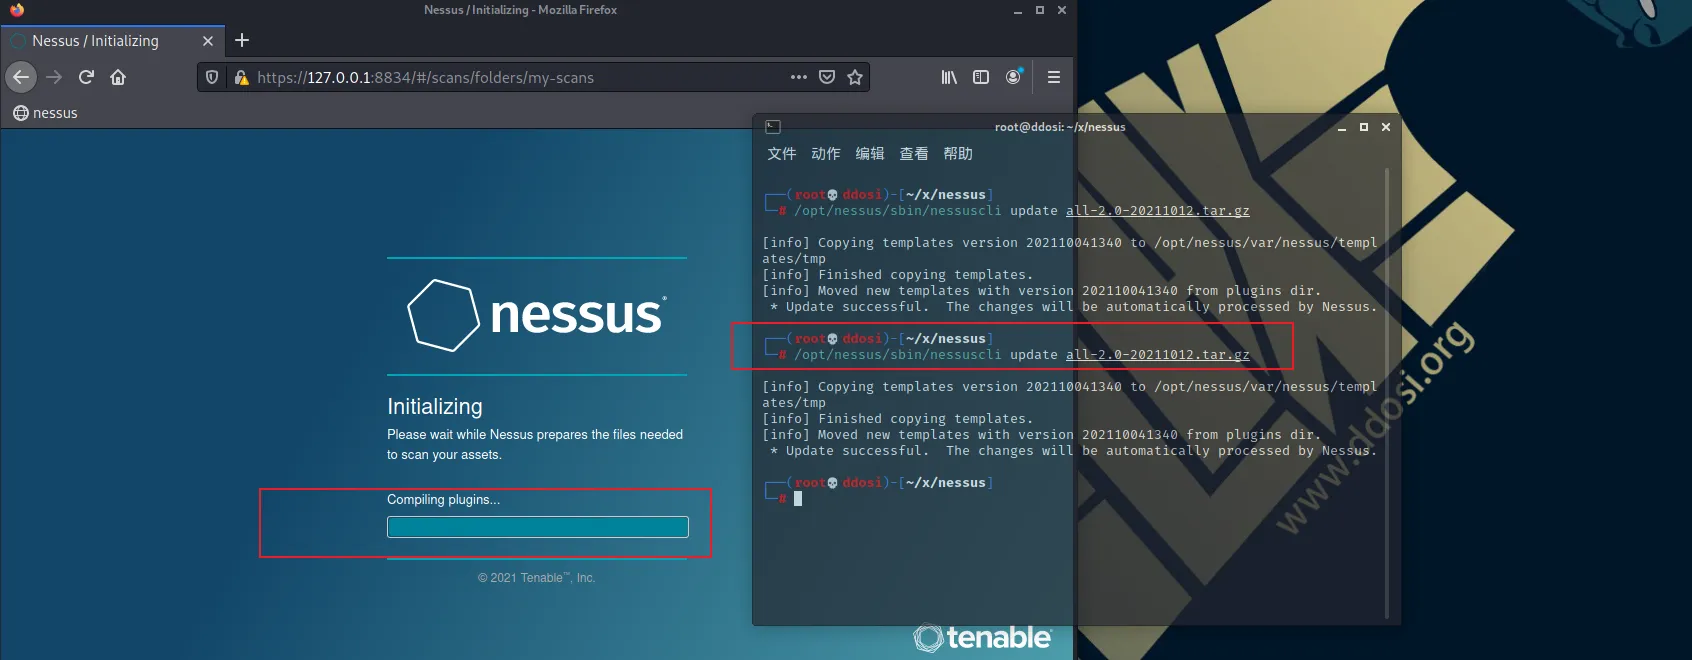 Nessus / Initializing - Mozilla Firefox
Nessus / Initializing
https://127.0.0.1:8834/#/scans/folders/my-scans
nessus
nessus
Initializing
Please wait while Nessus prepares the files needed
to scan your assets.
Compiling plugins...
© 2021 Tenable™, Inc.
tenable
root@ddosi: ~/x/nessus
文件 动作 编辑 查看 帮助
┌──(root💀ddosi)-[~/x/nessus]
└─# /opt/nessus/sbin/nessuscli update all-2.0-20211012.tar.gz
[info] Copying templates version 202110041340 to /opt/nessus/var/nessus/templ
ates/tmp
[info] Finished copying templates.
[info] Moved new templates with version 202110041340 from plugins dir.
* Update successful.  The changes will be automatically processed by Nessus.
┌──(root💀ddosi)-[~/x/nessus]
└─# /opt/nessus/sbin/nessuscli update all-2.0-20211012.tar.gz
[info] Copying templates version 202110041340 to /opt/nessus/var/nessus/templ
ates/tmp
[info] Finished copying templates.
[info] Moved new templates with version 202110041340 from plugins dir.
* Update successful.  The changes will be automatically processed by Nessus.
┌──(root💀ddosi)-[~/x/nessus]
└─#
www.ddosi.org